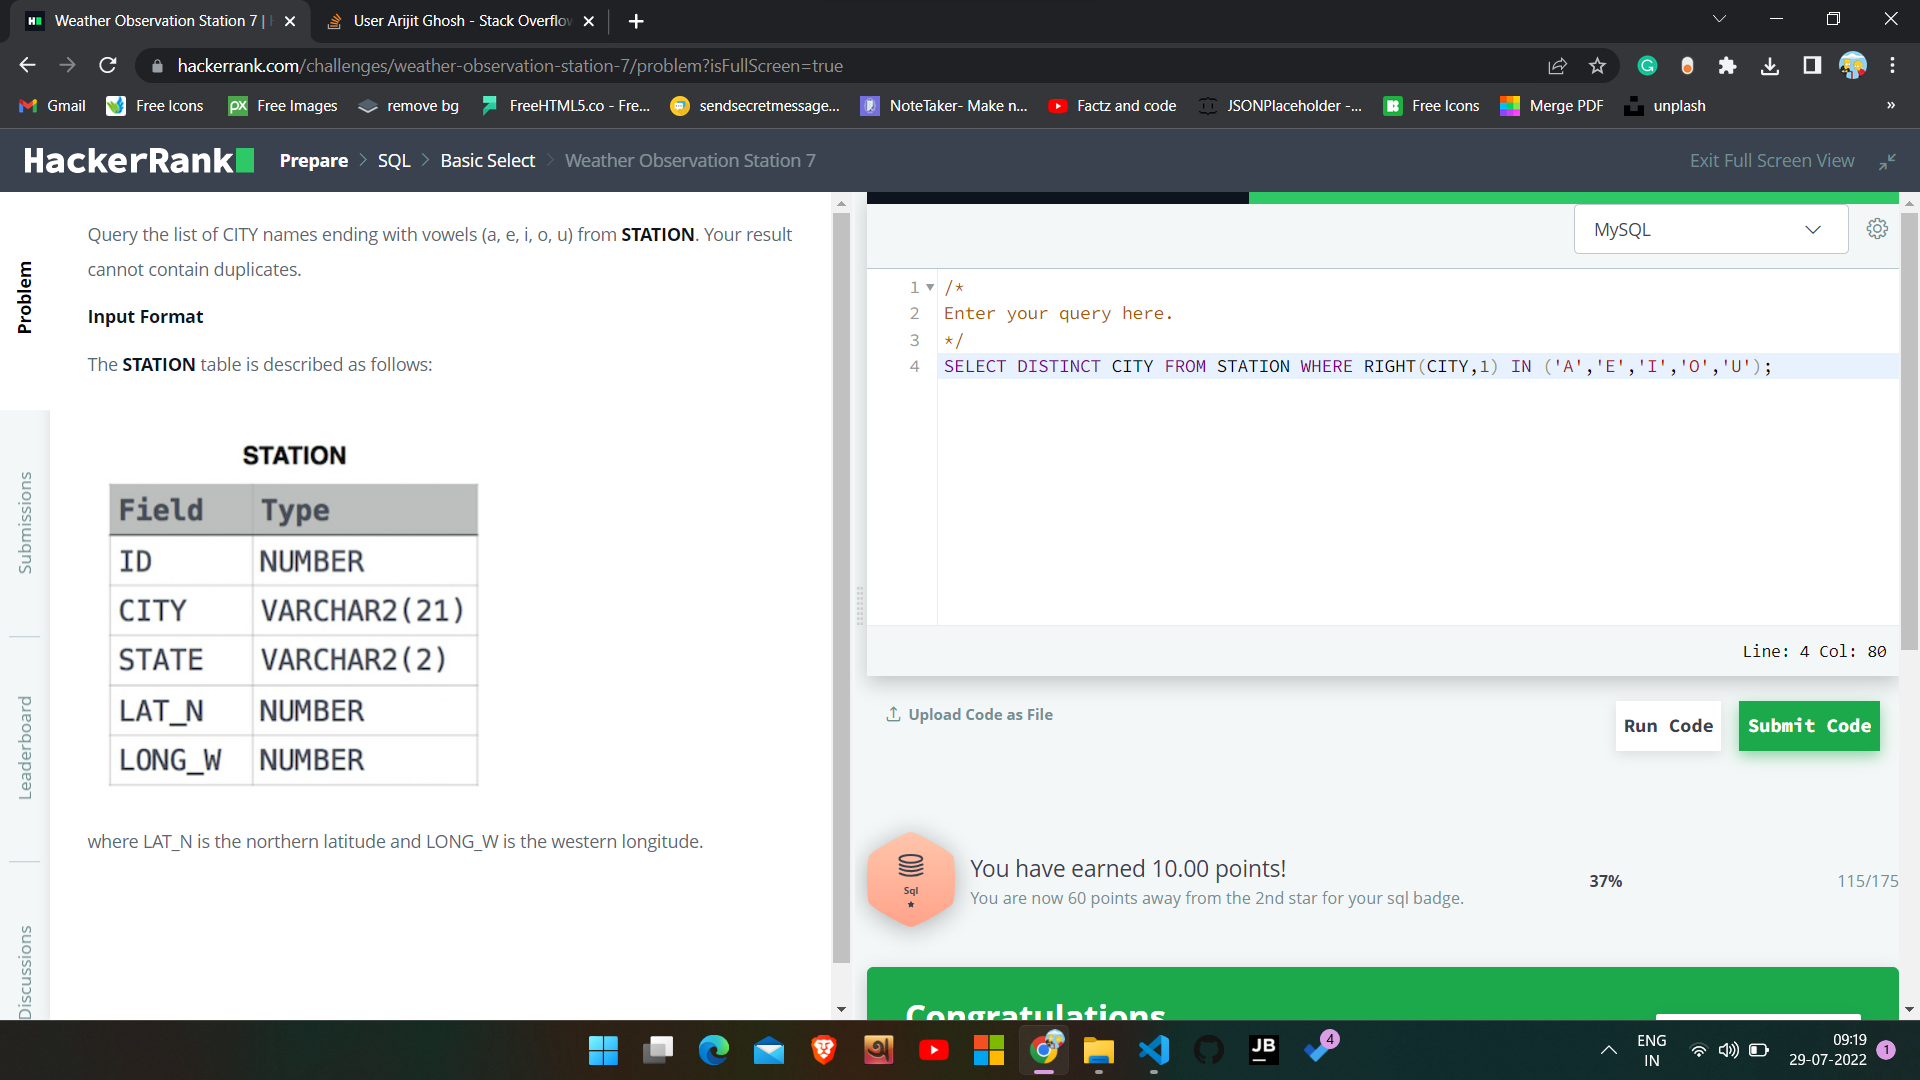 Weather Observation Station 7 |
User Arijit Ghosh - Stack Overflow
hackerrank.com/challenges/weather-observation-station-7/problem?isFullScreen=true
Gmail
Free Icons
px
Free Images
remove bg
FreeHTML5.co - Fre...
sendsecretmessage...
NoteTaker- Make n...
Factz and code
JSONPlaceholder -...
Free Icons
Merge PDF
unplash
»
HackerRank
Prepare > SQL > Basic Select > Weather Observation Station 7
Exit Full Screen View
Problem
Submissions
Leaderboard
Discussions
Query the list of CITY names ending with vowels (a, e, i, o, u) from STATION. Your result
cannot contain duplicates.
Input Format
The STATION table is described as follows:
STATION
Field Type
ID NUMBER
CITY VARCHAR2(21)
STATE VARCHAR2(2)
LAT_N NUMBER
LONG_W NUMBER
where LAT_N is the northern latitude and LONG_W is the western longitude.
MySQL
1 /*
2 Enter your query here.
3 */
4 SELECT DISTINCT CITY FROM STATION WHERE RIGHT(CITY,1) IN ('A','E','I','O','U');
Line: 4 Col: 80
Upload Code as File
Run Code
Submit Code
Sql
You have earned 10.00 points!
You are now 60 points away from the 2nd star for your sql badge.
37%
115/175
Congratulations
JB
4
ENG
IN
09:19
29-07-2022
1